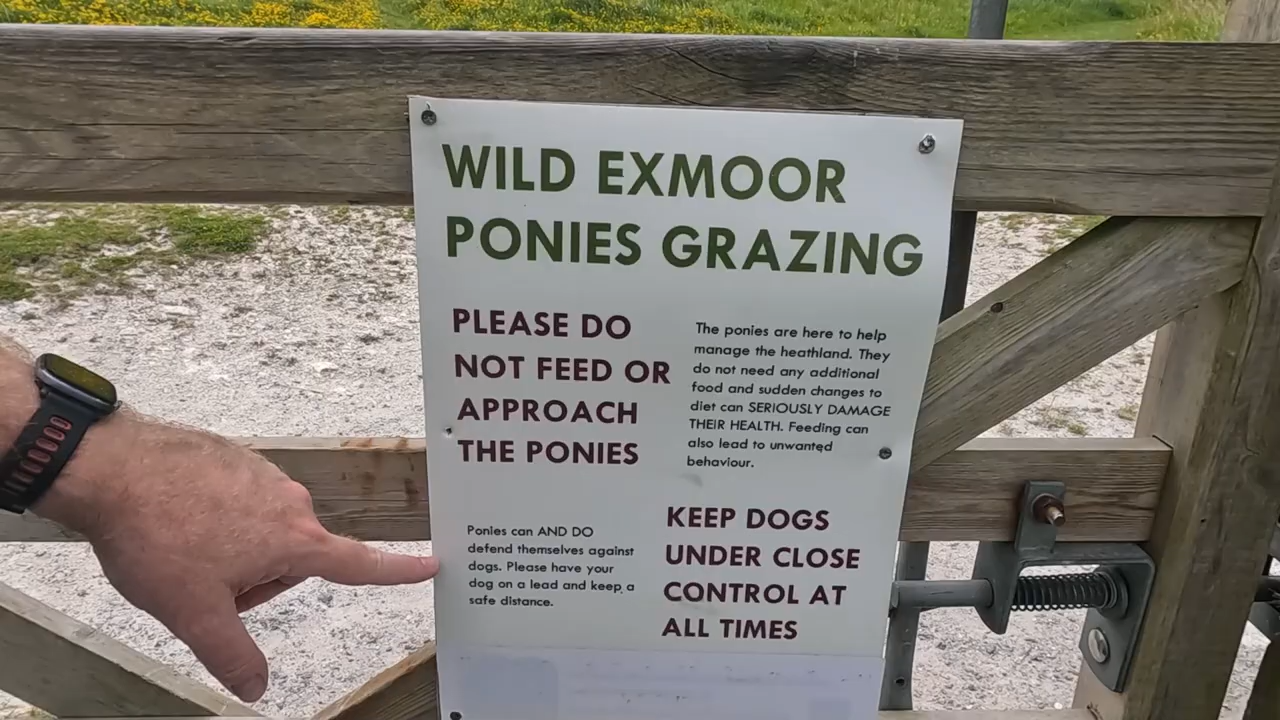 WILD EXMOOR
PONIES GRAZING
PLEASE DO
NOT FEED OR
APPROACH
THE PONIES
The ponies are here to help
manage the heathland. They
do not need any additional
food and sudden changes to
diet can SERIOUSLY DAMAGE
THEIR HEALTH. Feeding can
also lead to unwanted
behaviour.
Ponies can AND DO
defend themselves against
dogs. Please have your
dog on a lead and keep a
safe distance.
KEEP DOGS
UNDER CLOSE
CONTROL AT
ALL TIMES